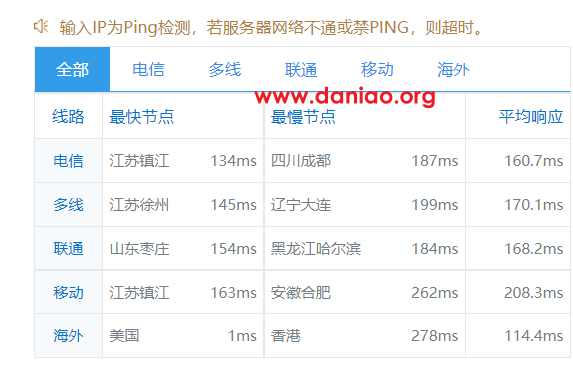 输入IP为Ping检测，若服务器网络不通或禁PING，则超时。
全部 电信 多线 联通 移动 海外
www.daniao.org
线路 最快节点 最慢节点 平均响应
电信 江苏镇江 134ms 四川成都 187ms 160.7ms
多线 江苏徐州 145ms 辽宁大连 199ms 170.1ms
联通 山东枣庄 154ms 黑龙江哈尔滨 184ms 168.2ms
移动 江苏镇江 163ms 安徽合肥 262ms 208.3ms
海外 美国 1ms 香港 278ms 114.4ms